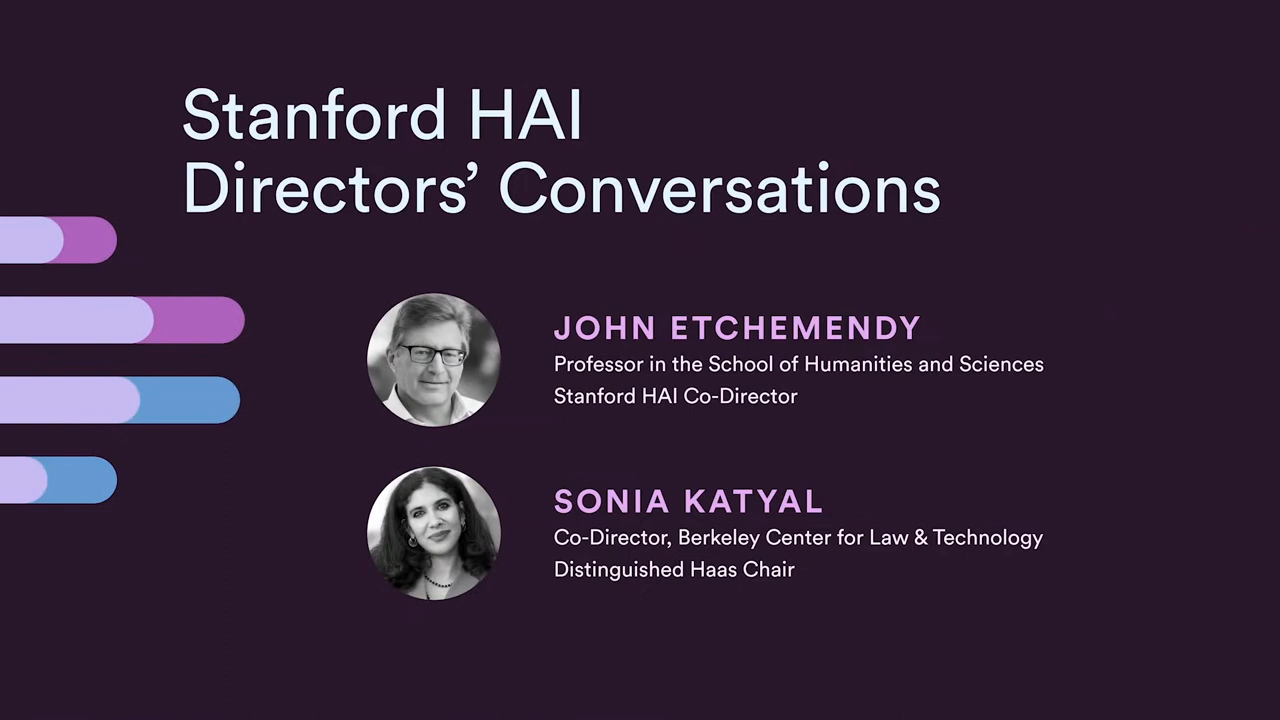 Stanford HAI
Directors’ Conversations
JOHN ETCHEMENDY
Professor in the School of Humanities and Sciences
Stanford HAI Co-Director
SONIA KATYAL
Co-Director, Berkeley Center for Law & Technology
Distinguished Haas Chair